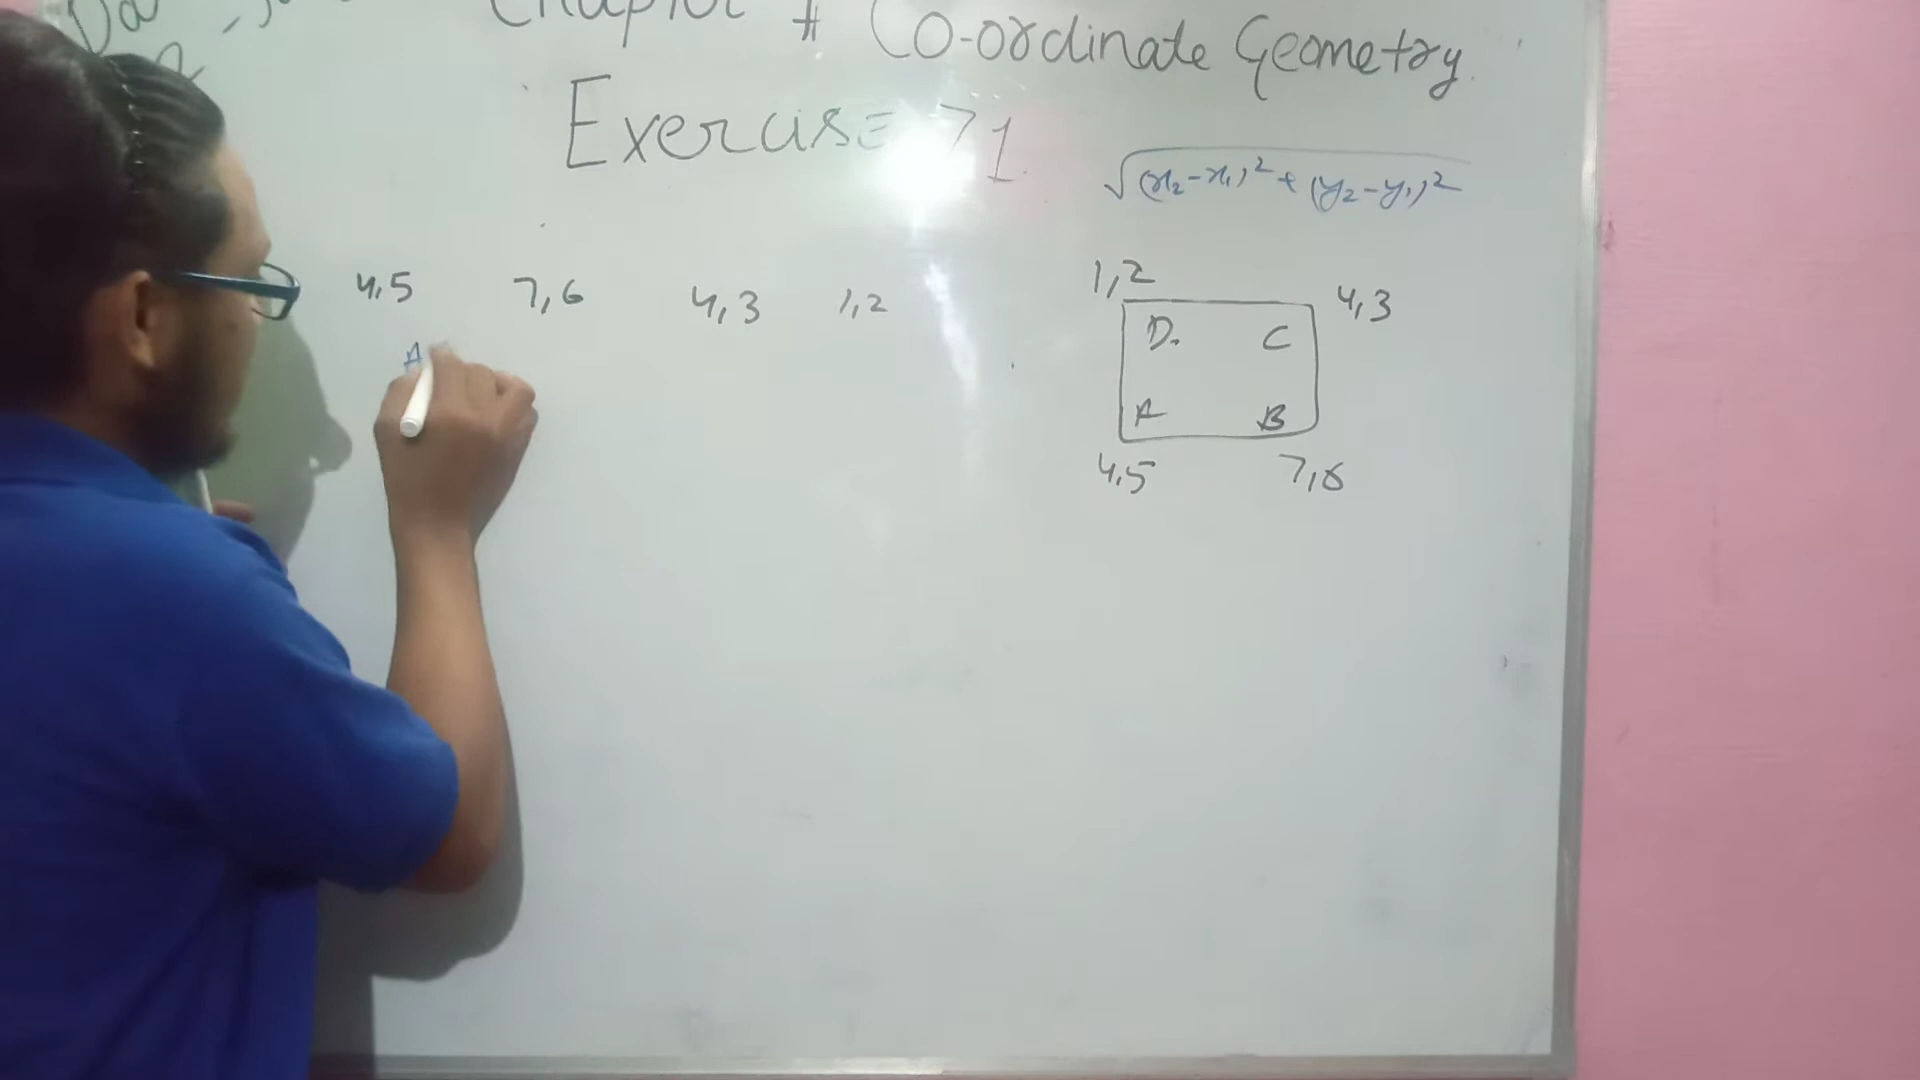 Da
Chapter # Co-ordinate Geometry.
Exercise 7 1.
√(x₂-x₁)² + (y₂-y₁)²
4,5 7,6 4,3 1,2
A
1,2 4,3
D. C
A B
4,5 7,6